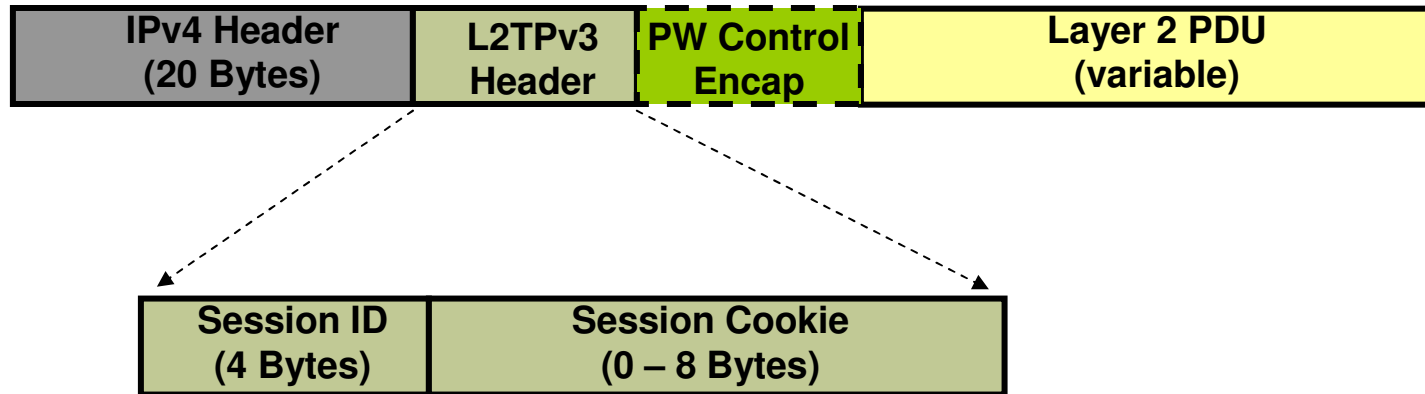 IPv4 Header
(20 Bytes)
L2TPv3
Header
PW Control
Encap
Layer 2 PDU
(variable)
Session ID
(4 Bytes)
Session Cookie
(0 – 8 Bytes)